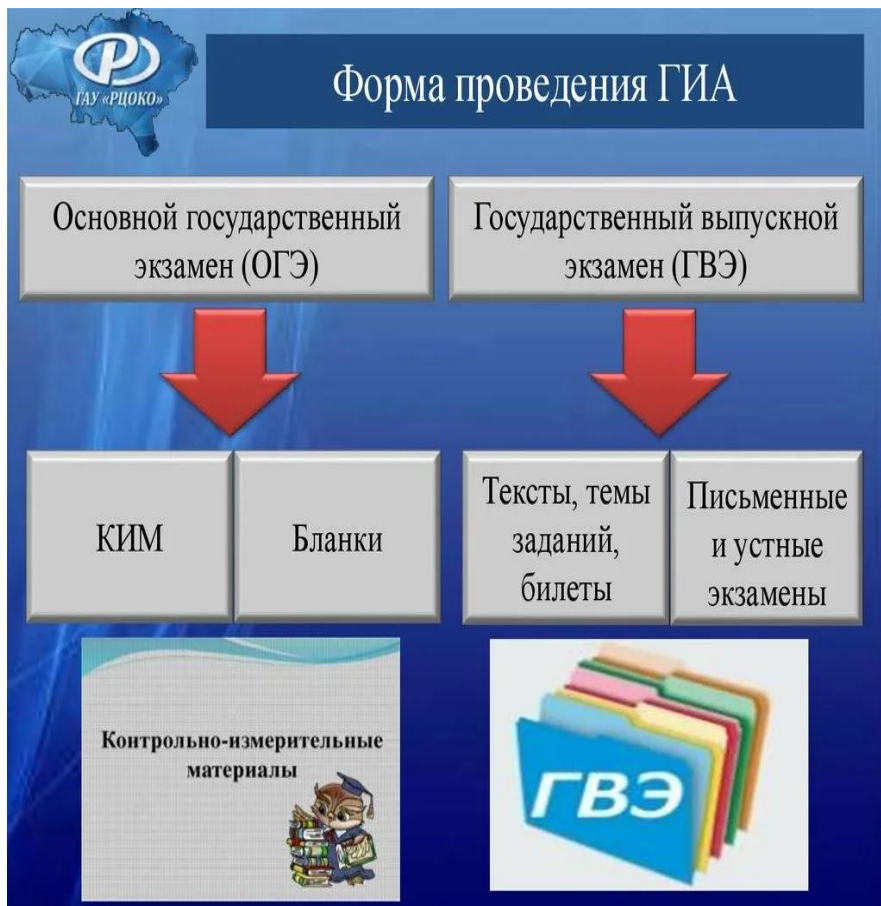 ГАУ «РЦОКО»
Форма проведения ГИА
Основной государственный
экзамен (ОГЭ)
Государственный выпускной
экзамен (ГВЭ)
КИМ
Бланки
Тексты, темы
заданий,
билеты
Письменные
и устные
экзамены
Контрольно-измерительные
материалы
ГВЭ